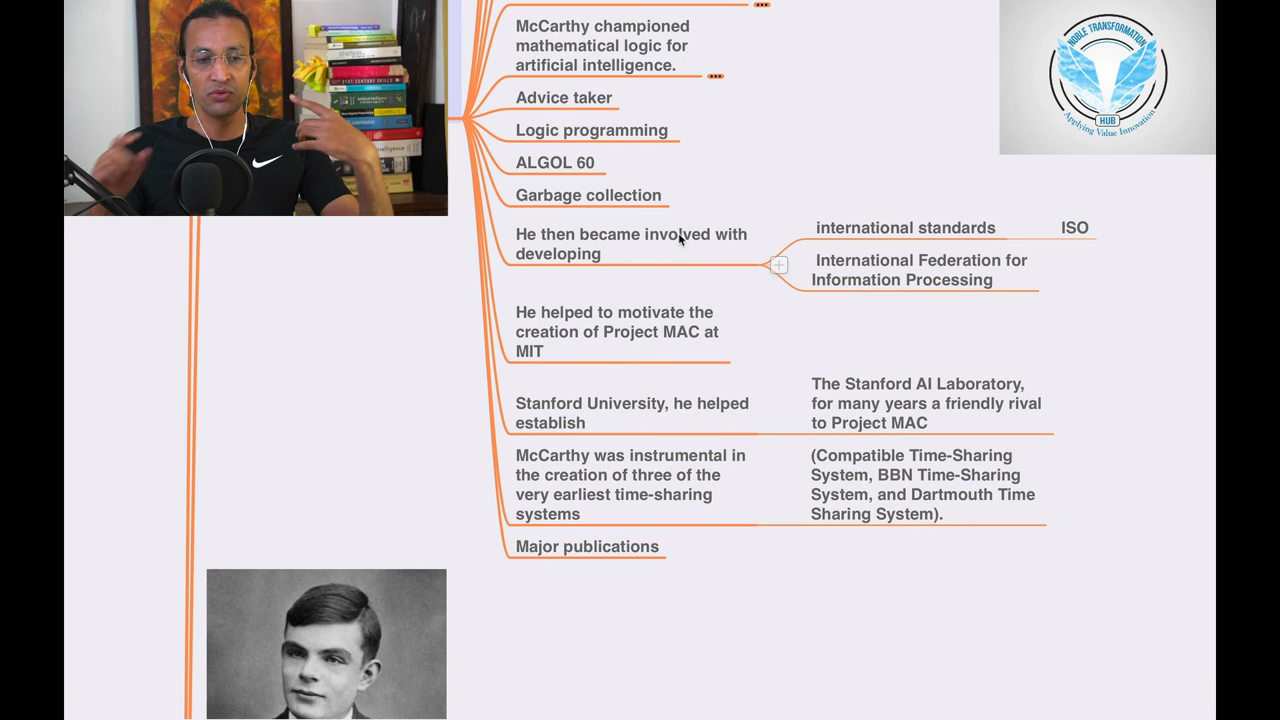 McCarthy championed
mathematical logic for
artificial intelligence.
Advice taker
Logic programming
ALGOL 60
Garbage collection
He then became involved with
developing
international standards
ISO
International Federation for
Information Processing
He helped to motivate the
creation of Project MAC at
MIT
Stanford University, he helped
establish
The Stanford AI Laboratory,
for many years a friendly rival
to Project MAC
McCarthy was instrumental in
the creation of three of the
very earliest time-sharing
systems
(Compatible Time-Sharing
System, BBN Time-Sharing
System, and Dartmouth Time
Sharing System).
Major publications
NOBLE TRANSFORMATION
HUB
Applying Value Innovation
21ST CENTURY SKILLS